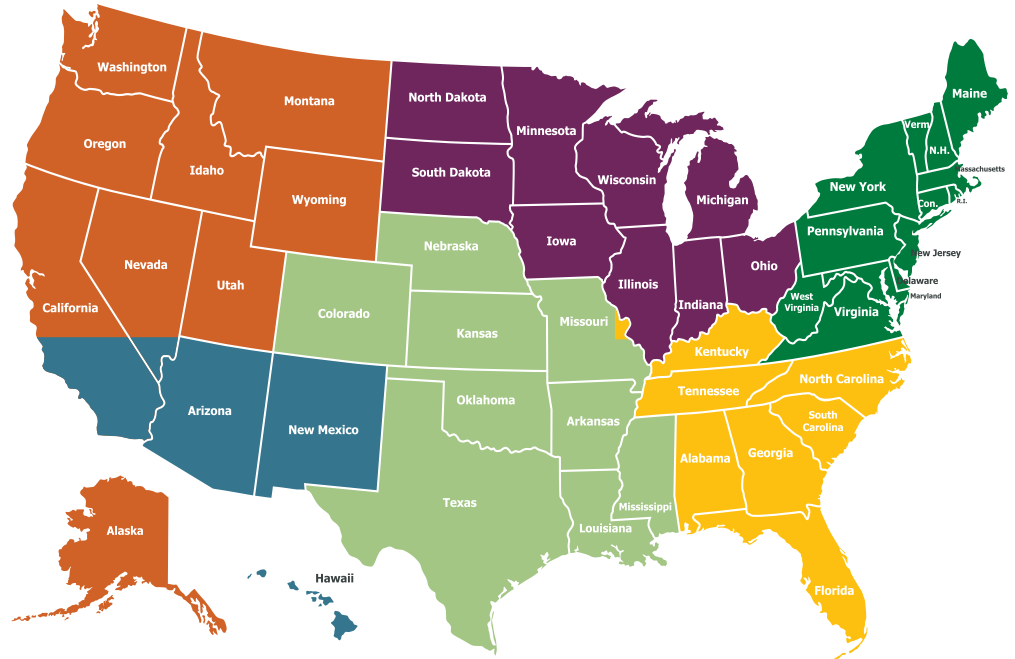 Washington
Montana
North Dakota
Minnesota
Maine
Verm
N.H.
Oregon
Idaho
South Dakota
Wisconsin
Massachusetts
Wyoming
Michigan
New York
Con.
R.I.
Nebraska
Iowa
Pennsylvania
Nevada
Utah
Ohio
New Jersey
California
Colorado
Kansas
Missouri
Illinois
Indiana
West
Virginia
Virginia
Delaware
Maryland
Kentucky
Arizona
New Mexico
Oklahoma
Arkansas
Tennessee
North Carolina
South
Carolina
Alabama
Georgia
Texas
Mississippi
Louisiana
Alaska
Hawaii
Florida